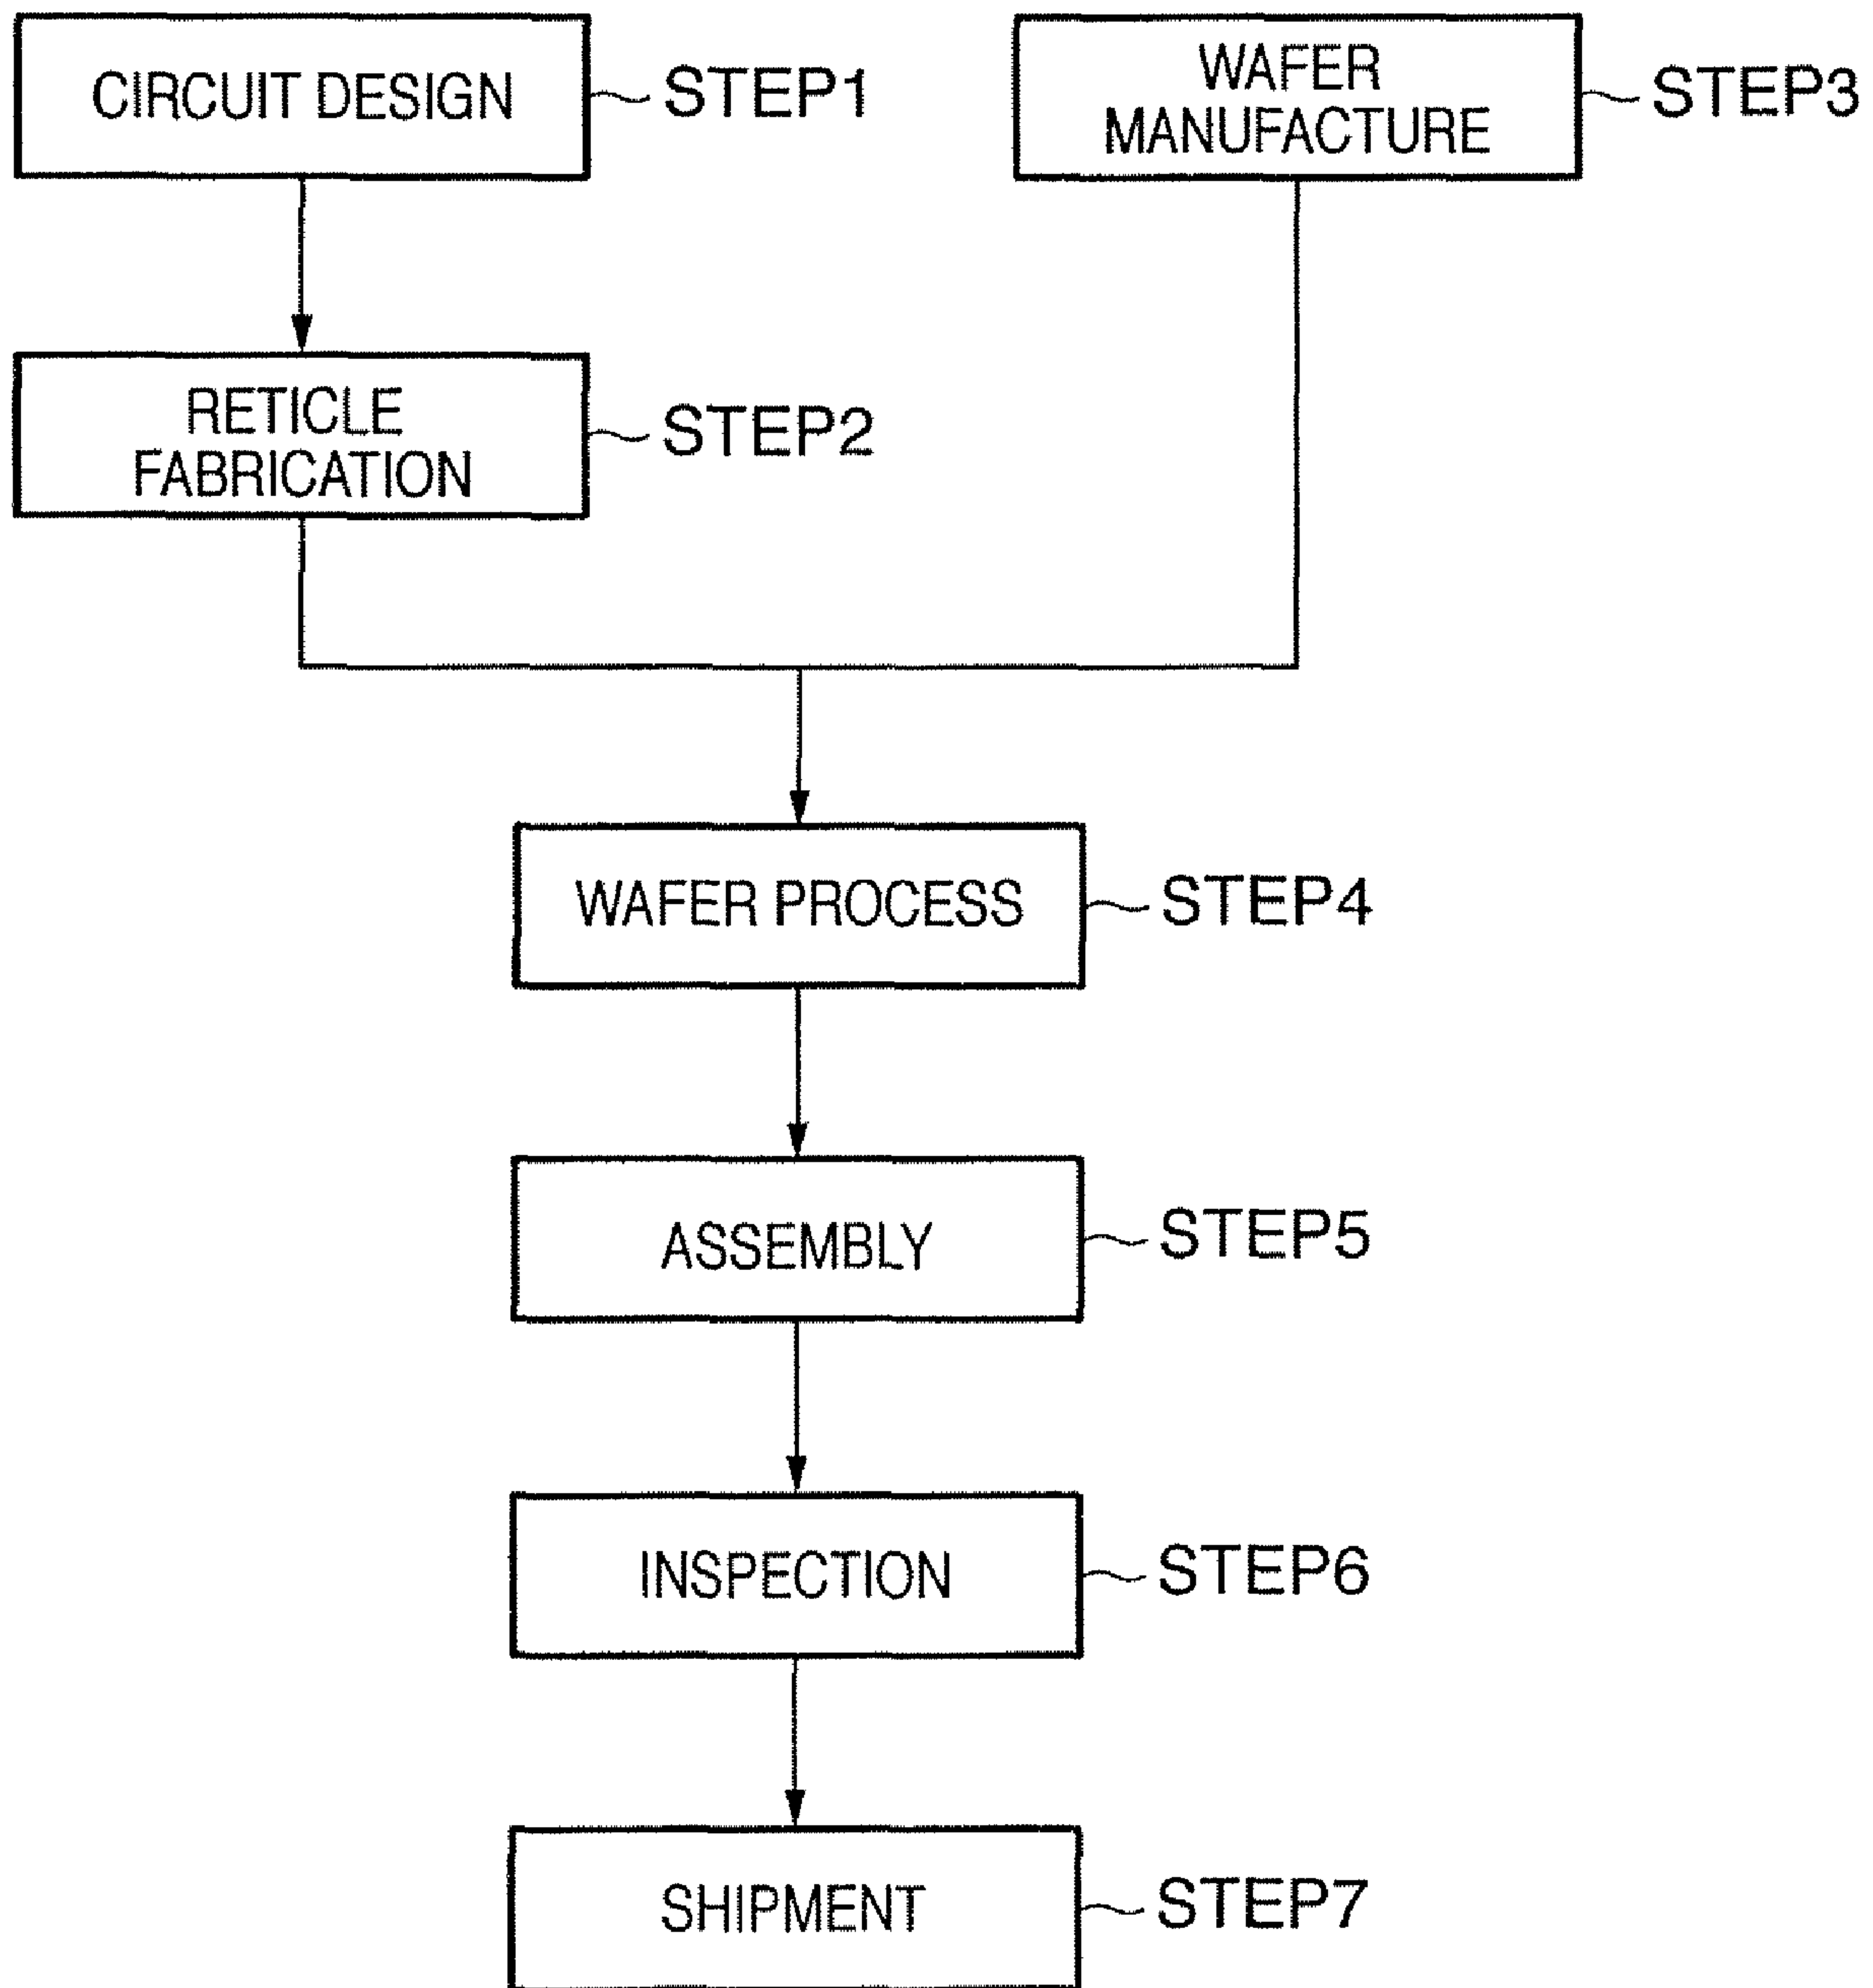 CIRCUIT DESIGN
STEP1
WAFER
MANUFACTURE
STEP3
RETICLE
FABRICATION
STEP2
WAFER PROCESS
STEP4
ASSEMBLY
STEP5
INSPECTION
STEP6
SHIPMENT
STEP7